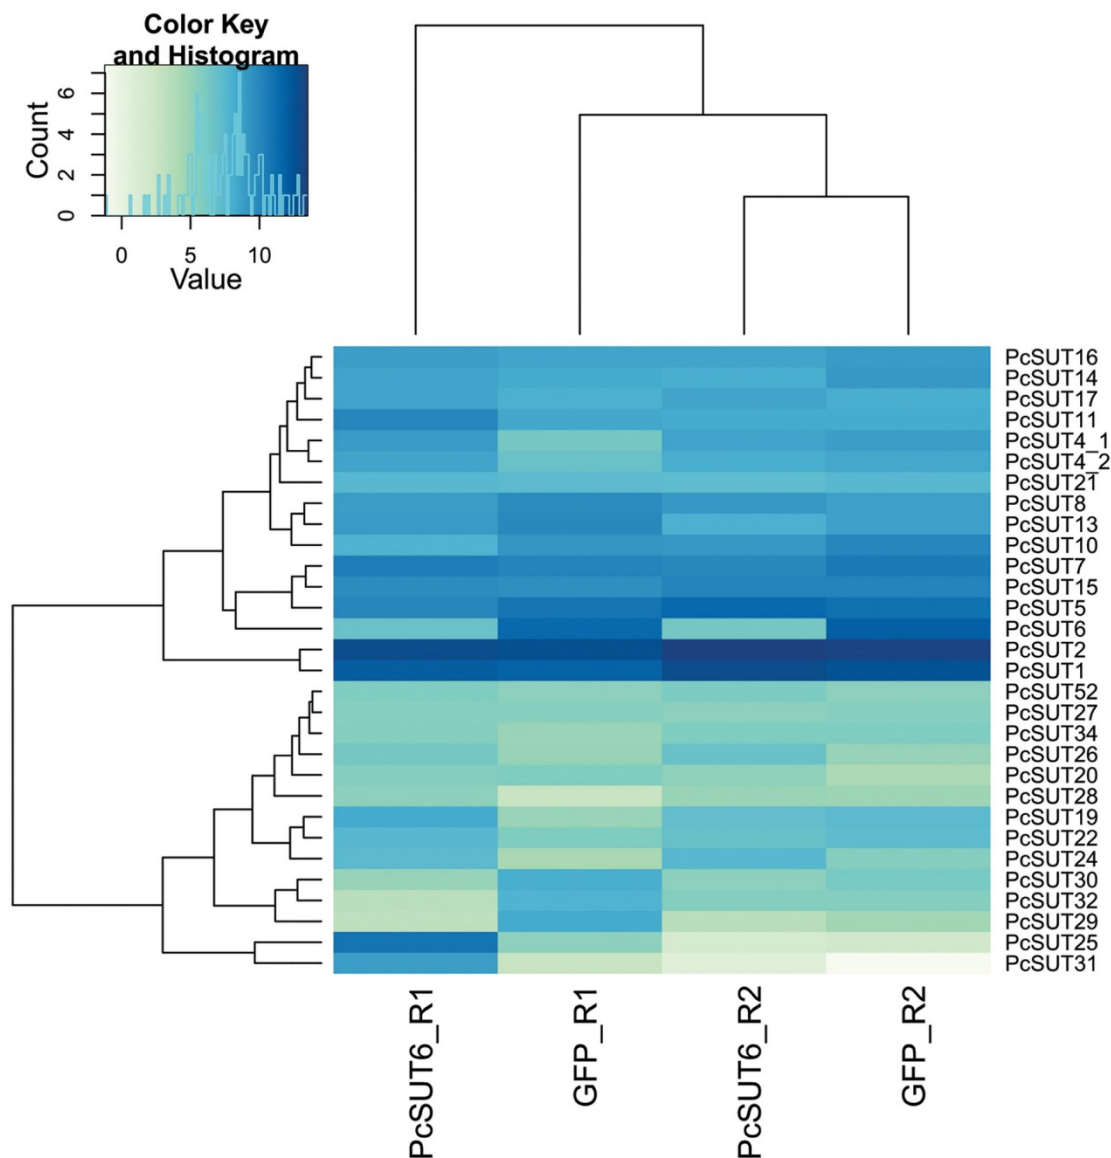 Color Key
and Histogram
Count
0 2 4 6
0 5 10
Value
PcSUT16
PcSUT14
PcSUT17
PcSUT11
PcSUT4_1
PcSUT4_2
PcSUT21
PcSUT8
PcSUT13
PcSUT10
PcSUT7
PcSUT15
PcSUT5
PcSUT6
PcSUT2
PcSUT1
PcSUT52
PcSUT27
PcSUT34
PcSUT26
PcSUT20
PcSUT28
PcSUT19
PcSUT22
PcSUT24
PcSUT30
PcSUT32
PcSUT29
PcSUT25
PcSUT31
PcSUT6_R1
GFP_R1
PcSUT6_R2
GFP_R2